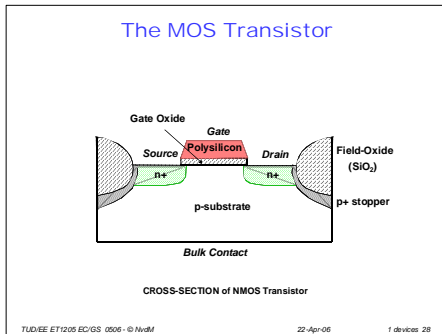 The MOS Transistor
Gate Oxide
Gate
Polysilicon
Source
Drain
Field-Oxide
(SiO2)
n+
n+
p-substrate
p+ stopper
Bulk Contact
CROSS-SECTION of NMOS Transistor
TUD/EE ET1205 EC/GS 0506 - © NvdM
22-Apr-06
1 devices 28